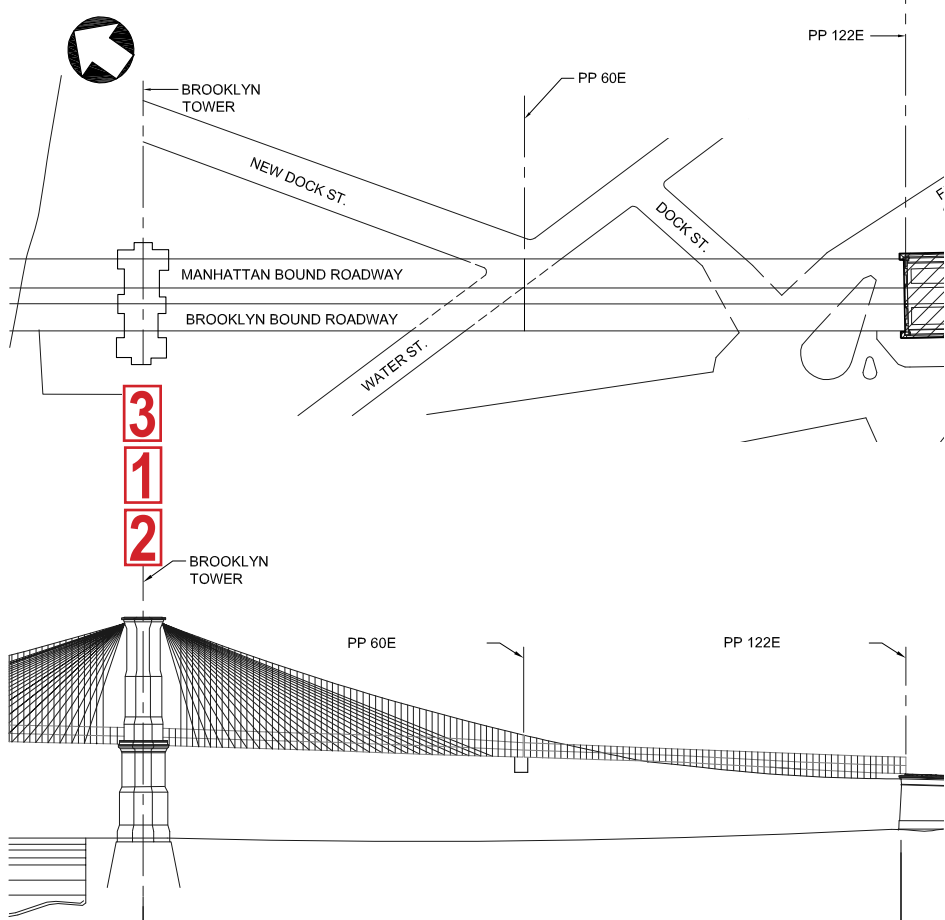 PP 122E
BROOKLYN
TOWER
PP 60E
NEW DOCK ST.
DOCK ST.
MANHATTAN BOUND ROADWAY
BROOKLYN BOUND ROADWAY
WATER ST.
3
1
2
BROOKLYN
TOWER
PP 60E
PP 122E